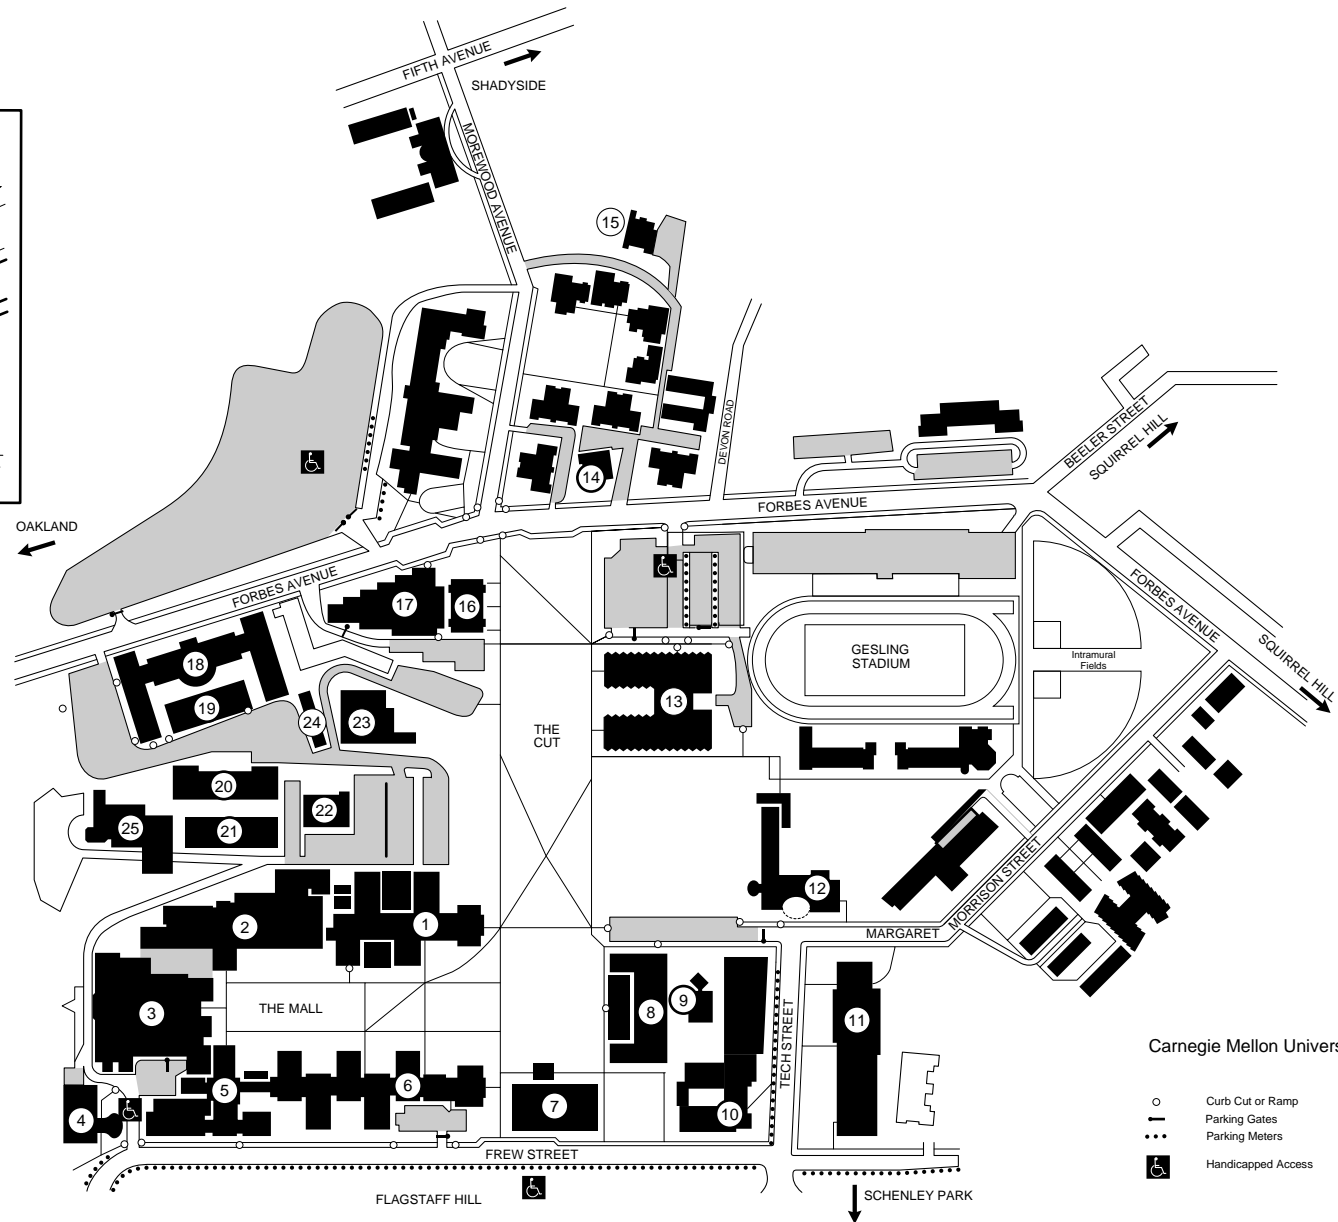 FIFTH AVENUE
SHADYSIDE
MOREWOOD AVENUE
15
14
DEVON ROAD
BEELER STREET
SQUIRREL HILL
FORBES AVENUE
OAKLAND
FORBES AVENUE
FORBES AVENUE
SQUIRREL HILL
17
16
18
19
24
23
GESLING
STADIUM
Intramural
Fields
13
THE
CUT
20
21
22
25
12
1
2
MARGARET
MORRISON STREET
THE MALL
3
8
9
11
TECH STREET
Carnegie Mellon Univers
5
6
7
10
4
Curb Cut or Ramp
Parking Gates
Parking Meters
Handicapped Access
FREW STREET
FLAGSTAFF HILL
SCHENLEY PARK